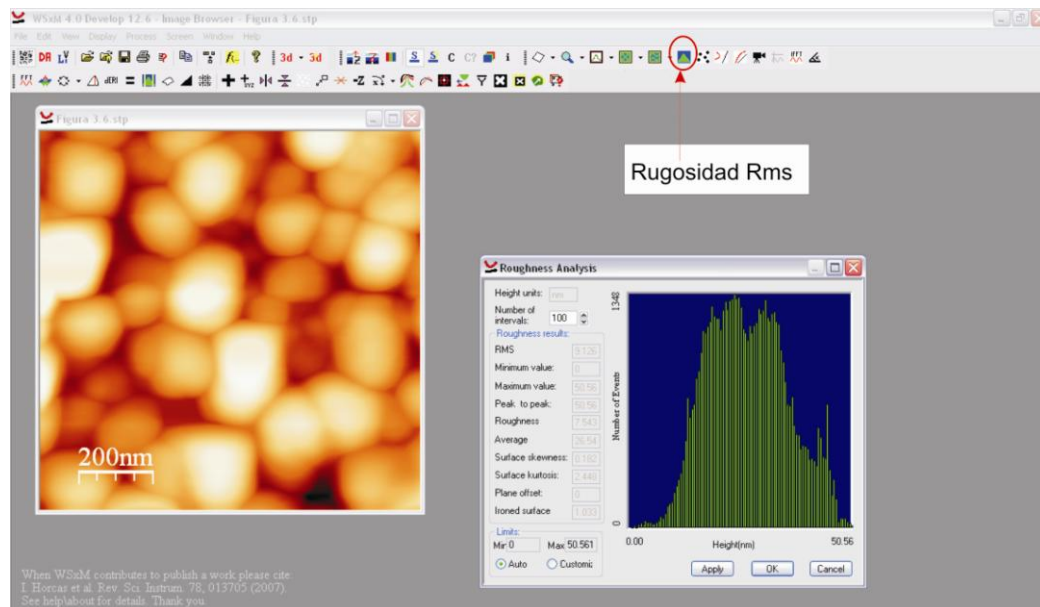 WSxM 4.0 Develop 12.6 - Image Browser - Figura 3.6.stp
File Edit View Display Process Screen Window Help
3d - 3d
Rugosidad Rms
Figura 3.6.stp
200nm
Roughness Analysis
Height units: nm
Number of
intervals: 100
Roughness results:
RMS 9.126
Minimum value: 0
Maximum value: 50.56
Peak to peak: 50.56
Roughness 7.543
Average 26.54
Surface skewness: 0.182
Surface kurtosis: 2.448
Plane offset: 0
Ironed surface 1.033
Limits:
Min: 0 Max 50.561
Auto Customi:
1348
Number of Events
0
0.00 Height(nm) 50.56
Apply OK Cancel
When WSxM contributes to publish a work please cite:
I. Horcas et al. Rev. Sci. Instrum. 78, 013705 (2007).
See help\about for details. Thank you.